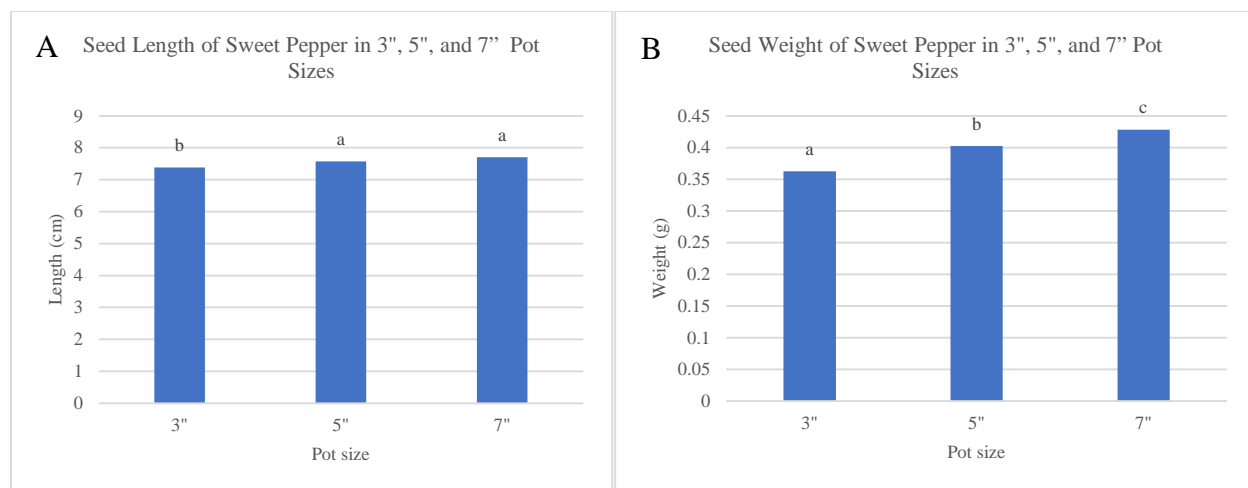 A
Seed Length of Sweet Pepper in 3", 5", and 7” Pot
Sizes
9
8
7
6
5
4
3
2
1
0
Length (cm)
b
a
a
3"
5"
7"
Pot size
B
Seed Weight of Sweet Pepper in 3", 5", and 7” Pot
Sizes
0.45
0.4
0.35
0.3
0.25
0.2
0.15
0.1
0.05
0
Weight (g)
a
b
c
3"
5"
7"
Pot size